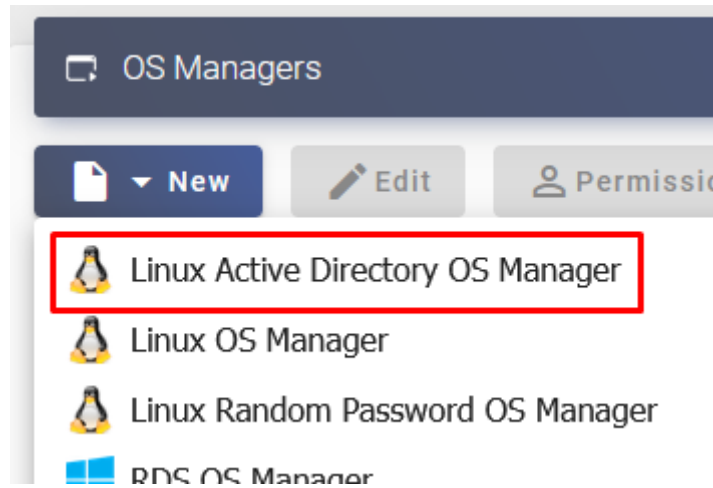 OS Managers
New Edit Permissio
Linux Active Directory OS Manager
Linux OS Manager
Linux Random Password OS Manager
RDS OS Manager